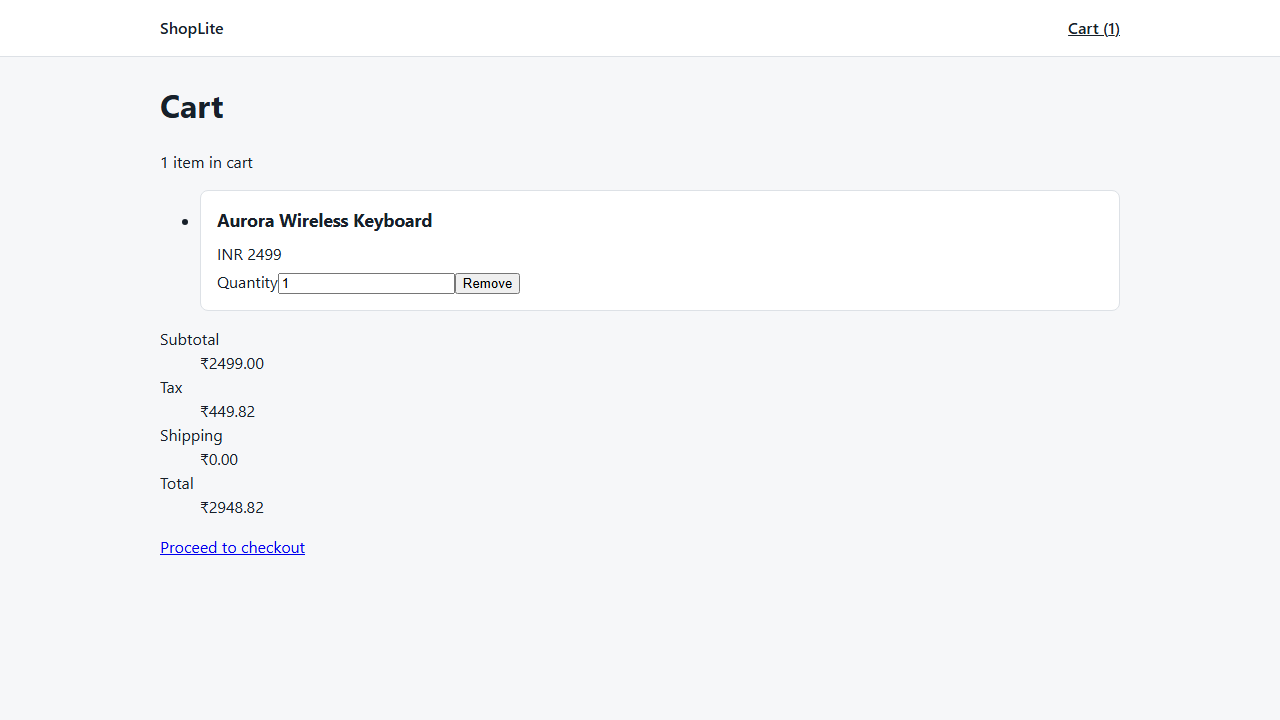 ShopLite
Cart (1)
Cart
1 item in cart
Aurora Wireless Keyboard
INR 2499
Quantity 1 Remove
Subtotal
₹2499.00
Tax
₹449.82
Shipping
₹0.00
Total
₹2948.82
Proceed to checkout